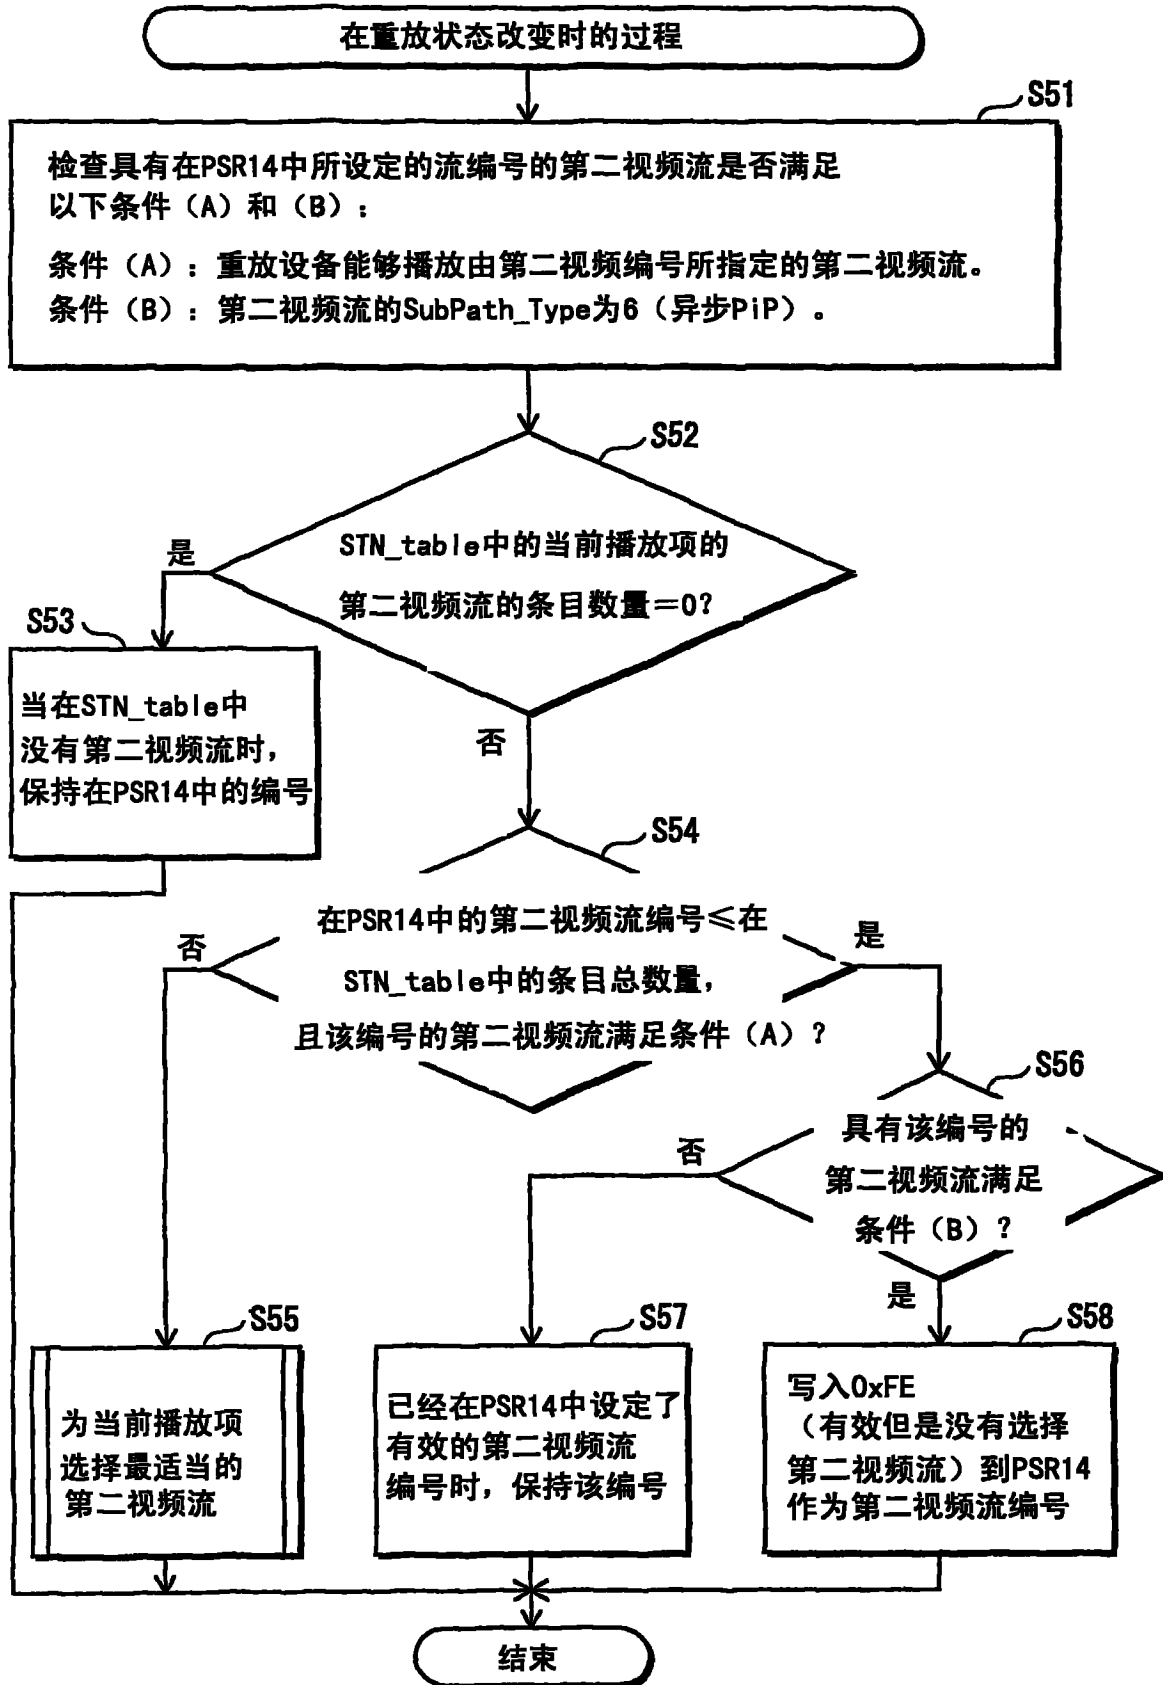 在重放状态改变时的过程
S51
检查具有在PSR14中所设定的流编号的第二视频流是否满足
以下条件（A）和（B）：
条件（A）：重放设备能够播放由第二视频编号所指定的第二视频流。
条件（B）：第二视频流的SubPath_Type为6（异步PiP）。
S52
STN_table中的当前播放项的
第二视频流的条目数量=0?
是
否
S53
当在STN_table中
没有第二视频流时，
保持在PSR14中的编号
S54
在PSR14中的第二视频流编号≤在
STN_table中的条目总数量，
且该编号的第二视频流满足条件（A）？
否
是
S56
具有该编号的
第二视频流满足
条件（B）？
否
是
S55
为当前播放项
选择最适当的
第二视频流
S57
已经在PSR14中设定了
有效的第二视频流
编号时，保持该编号
S58
写入0xFE
（有效但是没有选择
第二视频流）到PSR14
作为第二视频流编号
结束